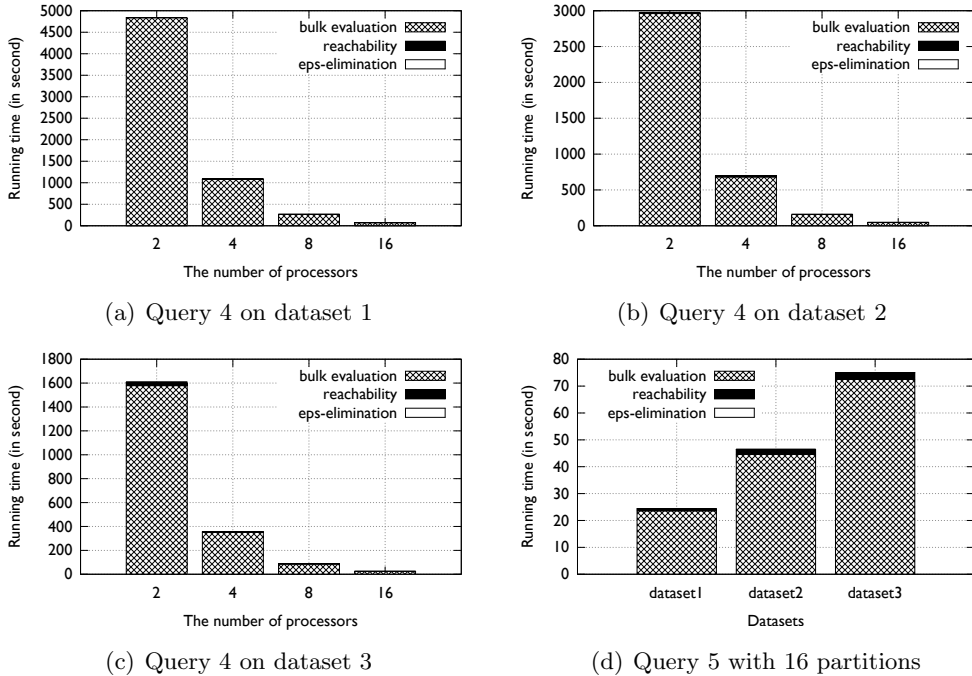 5000
4500
4000
3500
3000
2500
2000
1500
1000
500
0
Running time (in second)
bulk evaluation
reachability
eps-elimination
2 4 8 16
The number of processors
(a) Query 4 on dataset 1
3000
2500
2000
1500
1000
500
0
Running time (in second)
bulk evaluation
reachability
eps-elimination
2 4 8 16
The number of processors
(b) Query 4 on dataset 2
1800
1600
1400
1200
1000
800
600
400
200
0
Running time (in second)
bulk evaluation
reachability
eps-elimination
2 4 8 16
The number of processors
(c) Query 4 on dataset 3
80
70
60
50
40
30
20
10
0
Running time (in second)
bulk evaluation
reachability
eps-elimination
dataset1 dataset2 dataset3
Datasets
(d) Query 5 with 16 partitions